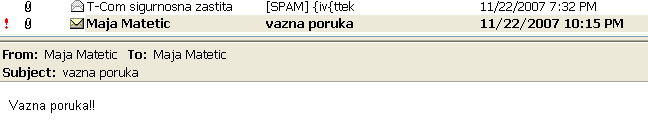 T-Com sigurnosna zastita [SPAM] {iv{ttek 11/22/2007 7:32 PM
! Maja Matetic vazna poruka 11/22/2007 10:15 PM
From: Maja Matetic To: Maja Matetic
Subject: vazna poruka
Vazna poruka!!